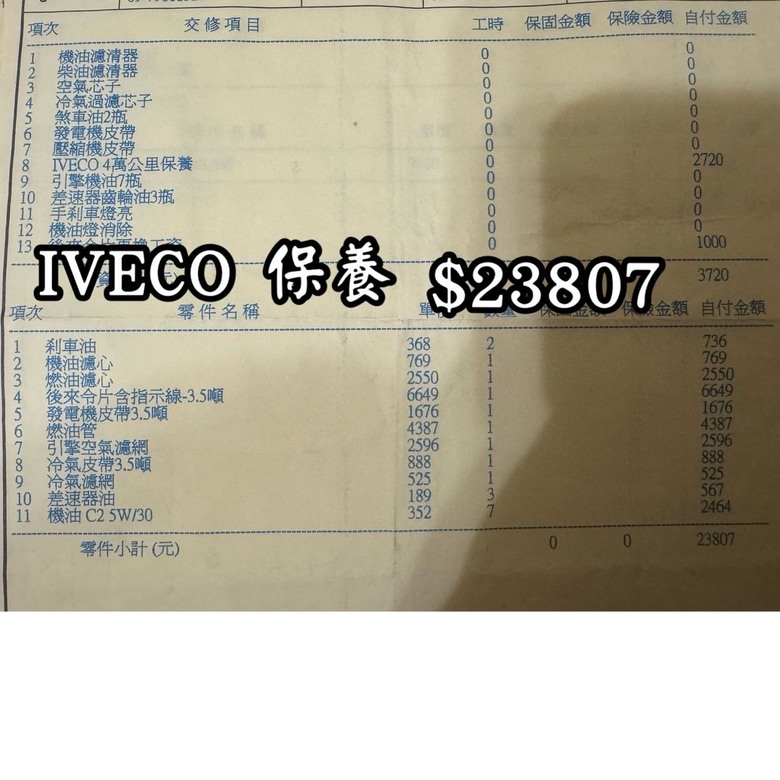 項次 交修項目 工時 保固金額 保險金額 自付金額
1 機油濾清器 0 0
2 柴油濾清器 0 0
3 空氣芯子 0 0
4 冷氣過濾芯子 0 0
5 煞車油2瓶 0 0
6 發電機皮帶 0 0
7 壓縮機皮帶 0 0
8 IVECO 4萬公里保養 0 2720
9 引擎機油7瓶 0 0
10 差速器齒輪油3瓶 0 0
11 手剎車燈亮 0 0
12 機油燈消除 0 0
13 0 1000
IVECO 保養 $23807
3720
項次 零件名稱 自付金額
1 剎車油 368 2 736
2 機油濾心 769 1 769
3 燃油濾心 2550 1 2550
4 後來令片含指示線-3.5噸 6649 1 6649
5 發電機皮帶3.5噸 1676 1 1676
6 燃油管 4387 1 4387
7 引擎空氣濾網 2596 1 2596
8 冷氣皮帶3.5噸 888 1 888
9 冷氣濾網 525 1 525
10 差速器油 189 3 567
11 機油 C2 5W/30 352 7 2464
零件小計 (元) 0 0 23807